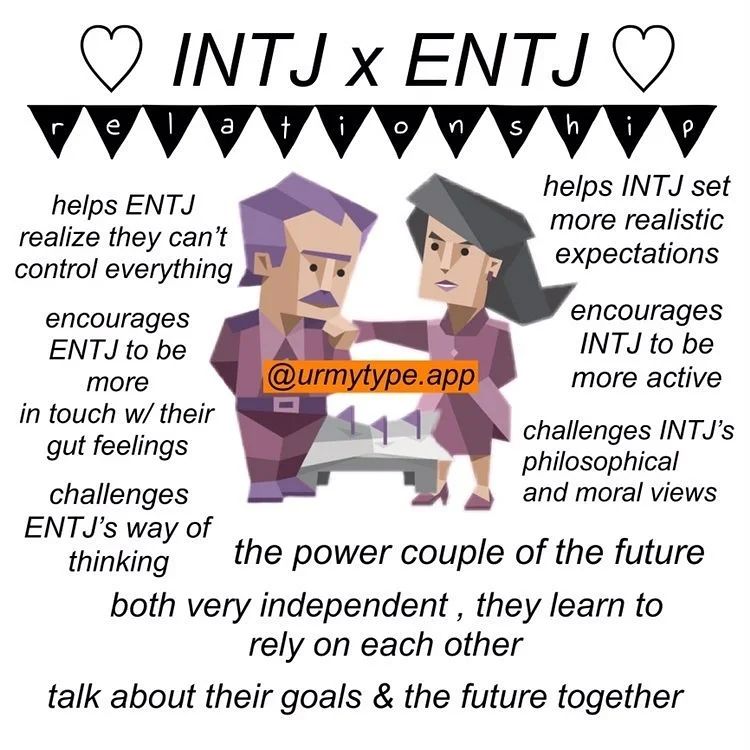 ♡ INTJ x ENTJ ♡
relationship
helps ENTJ
realize they can't
control everything
encourages
ENTJ to be
more
in touch w/ their
gut feelings
challenges
ENTJ's way of
thinking
helps INTJ set
more realistic
expectations
encourages
INTJ to be
more active
challenges INTJ's
philosophical
and moral views
@urmytype.app
the power couple of the future
both very independent , they learn to
rely on each other
talk about their goals & the future together